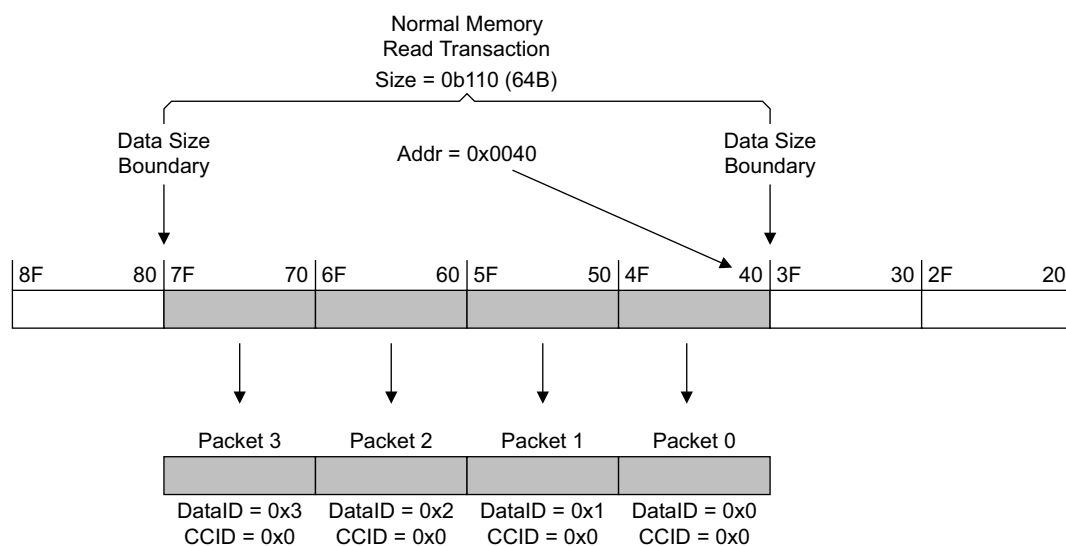 Normal Memory
Read Transaction
Size = 0b110 (64B)
Data Size
Boundary
Addr = 0x0040
Data Size
Boundary
8F 80 7F 70 6F 60 5F 50 4F 40 3F 30 2F 20
Packet 3 Packet 2 Packet 1 Packet 0
DataID = 0x3 DataID = 0x2 DataID = 0x1 DataID = 0x0
CCID = 0x0 CCID = 0x0 CCID = 0x0 CCID = 0x0